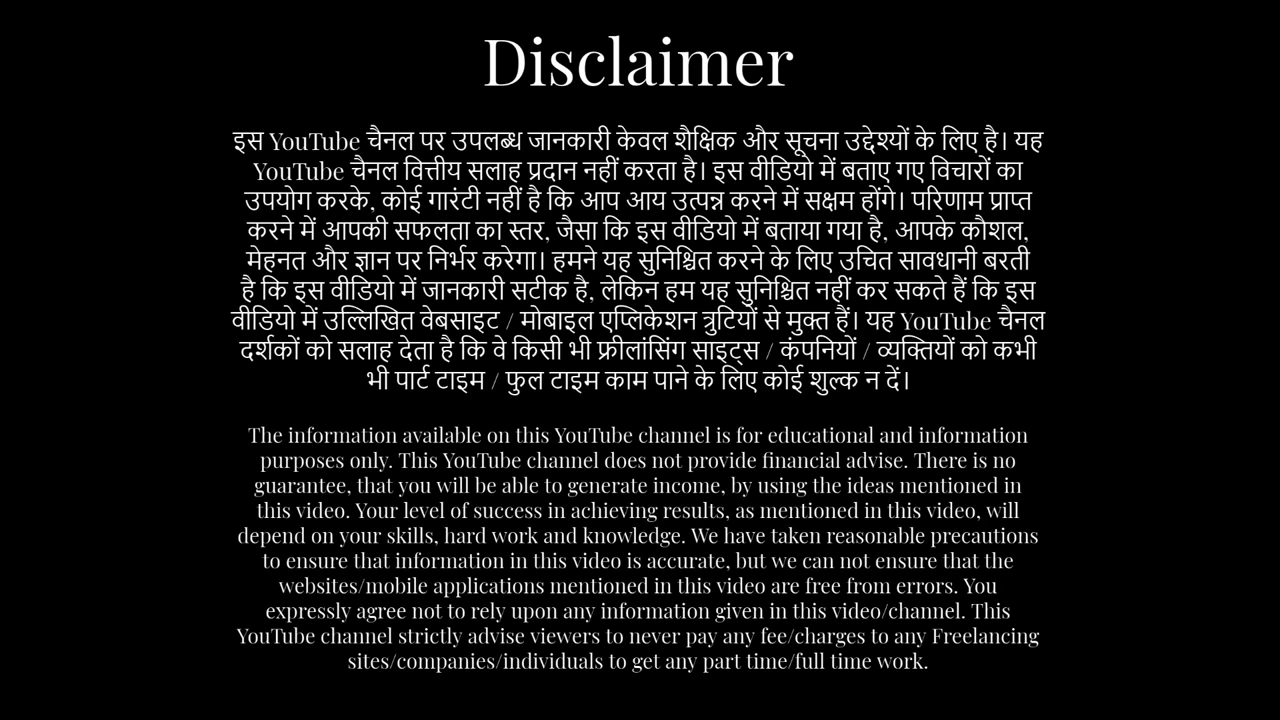 Disclaimer
इस YouTube चैनल पर उपलब्ध जानकारी केवल शैक्षिक और सूचना उद्देश्यों के लिए है। यह
YouTube चैनल वित्तीय सलाह प्रदान नहीं करता है। इस वीडियो में बताए गए विचारों का
उपयोग करके, कोई गारंटी नहीं है कि आप आय उत्पन्न करने में सक्षम होंगे। परिणाम प्राप्त
करने में आपकी सफलता का स्तर, जैसा कि इस वीडियो में बताया गया है, आपके कौशल,
मेहनत और ज्ञान पर निर्भर करेगा। हमने यह सुनिश्चित करने के लिए उचित सावधानी बरती
है कि इस वीडियो में जानकारी सटीक है, लेकिन हम यह सुनिश्चित नहीं कर सकते हैं कि इस
वीडियो में उल्लिखित वेबसाइट / मोबाइल एप्लिकेशन त्रुटियों से मुक्त हैं। यह YouTube चैनल
दर्शकों को सलाह देता है कि वे किसी भी फ्रीलांसिंग साइट्स / कंपनियों / व्यक्तियों को कभी
भी पार्ट टाइम / फुल टाइम काम पाने के लिए कोई शुल्क न दें।
The information available on this YouTube channel is for educational and information
purposes only. This YouTube channel does not provide financial advise. There is no
guarantee, that you will be able to generate income, by using the ideas mentioned in
this video. Your level of success in achieving results, as mentioned in this video, will
depend on your skills, hard work and knowledge. We have taken reasonable precautions
to ensure that information in this video is accurate, but we can not ensure that the
websites/mobile applications mentioned in this video are free from errors. You
expressly agree not to rely upon any information given in this video/channel. This
YouTube channel strictly advise viewers to never pay any fee/charges to any Freelancing
sites/companies/individuals to get any part time/full time work.